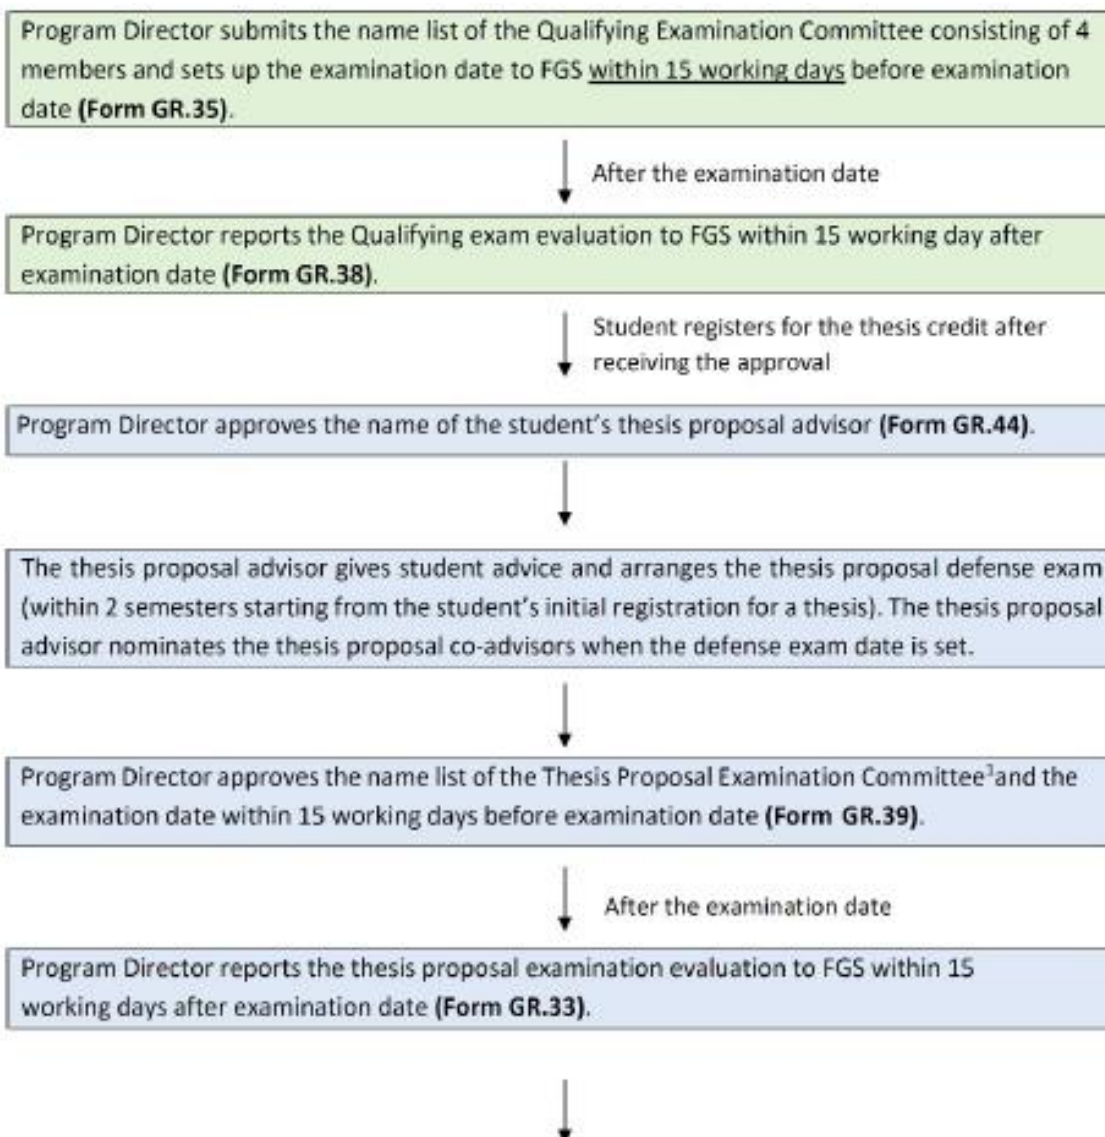 Program Director submits the name list of the Qualifying Examination Committee consisting of 4
members and sets up the examination date to FGS within 15 working days before examination
date (Form GR.35).
After the examination date
Program Director reports the Qualifying exam evaluation to FGS within 15 working day after
examination date (Form GR.38).
Student registers for the thesis credit after
receiving the approval
Program Director approves the name of the student's thesis proposal advisor (Form GR.44).
The thesis proposal advisor gives student advice and arranges the thesis proposal defense exam
(within 2 semesters starting from the student's initial registration for a thesis). The thesis proposal
advisor nominates the thesis proposal co-advisors when the defense exam date is set.
Program Director approves the name list of the Thesis Proposal Examination Committee³and the
examination date within 15 working days before examination date (Form GR.39).
After the examination date
Program Director reports the thesis proposal examination evaluation to FGS within 15
working days after examination date (Form GR.33).